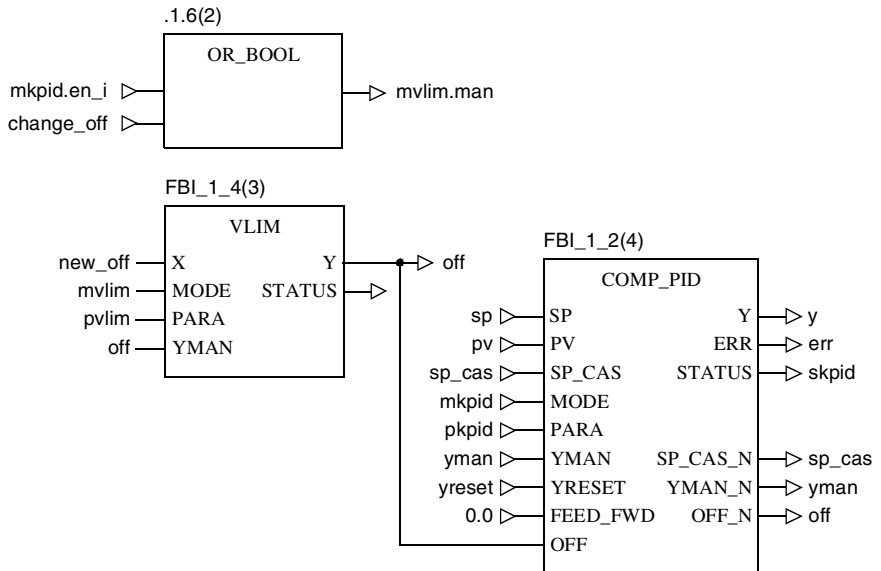 .1.6(2)
OR_BOOL
mkpid.en_i
mvlim.man
change_off
FBI_1_4(3)
VLIM
new_off X Y off
mvlim MODE STATUS
pvlim PARA
off YMAN
FBI_1_2(4)
COMP_PID
sp SP Y y
pv PV ERR err
sp_cas SP_CAS STATUS skpid
mkpid MODE
pkpid PARA
yman YMAN SP_CAS_N sp_cas
yreset YRESET YMAN_N yman
0.0 FEED_FWD OFF_N off
OFF